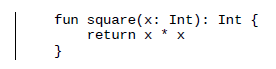 fun square(x: Int): Int {
    return x * x
}